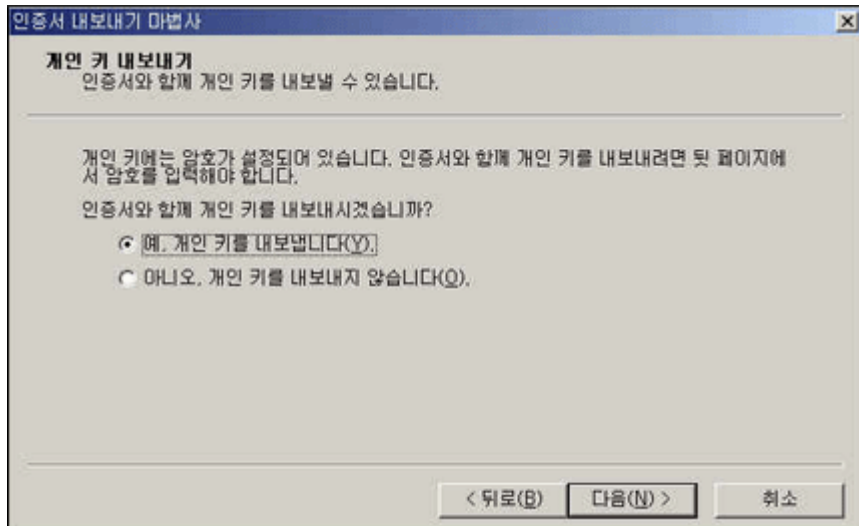 인증서 내보내기 마법사
개인 키 내보내기
인증서와 함께 개인 키를 내보낼 수 있습니다.
개인 키에는 암호가 설정되어 있습니다. 인증서와 함께 개인 키를 내보내려면 뒷 페이지에
서 암호를 입력해야 합니다.
인증서와 함께 개인 키를 내보내시겠습니까?
예, 개인 키를 내보냅니다(Y).
아니오, 개인 키를 내보내지 않습니다(O).
< 뒤로(B) 다음(N) > 취소